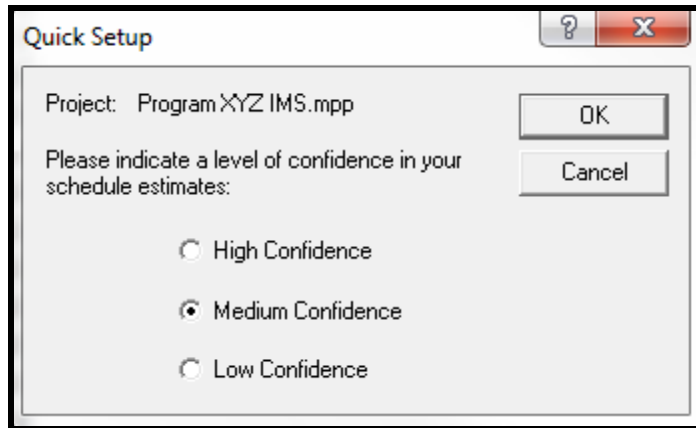 Quick Setup
?
X
Project: Program XYZ IMS.mpp
OK
Please indicate a level of confidence in your
schedule estimates:
Cancel
High Confidence
Medium Confidence
Low Confidence